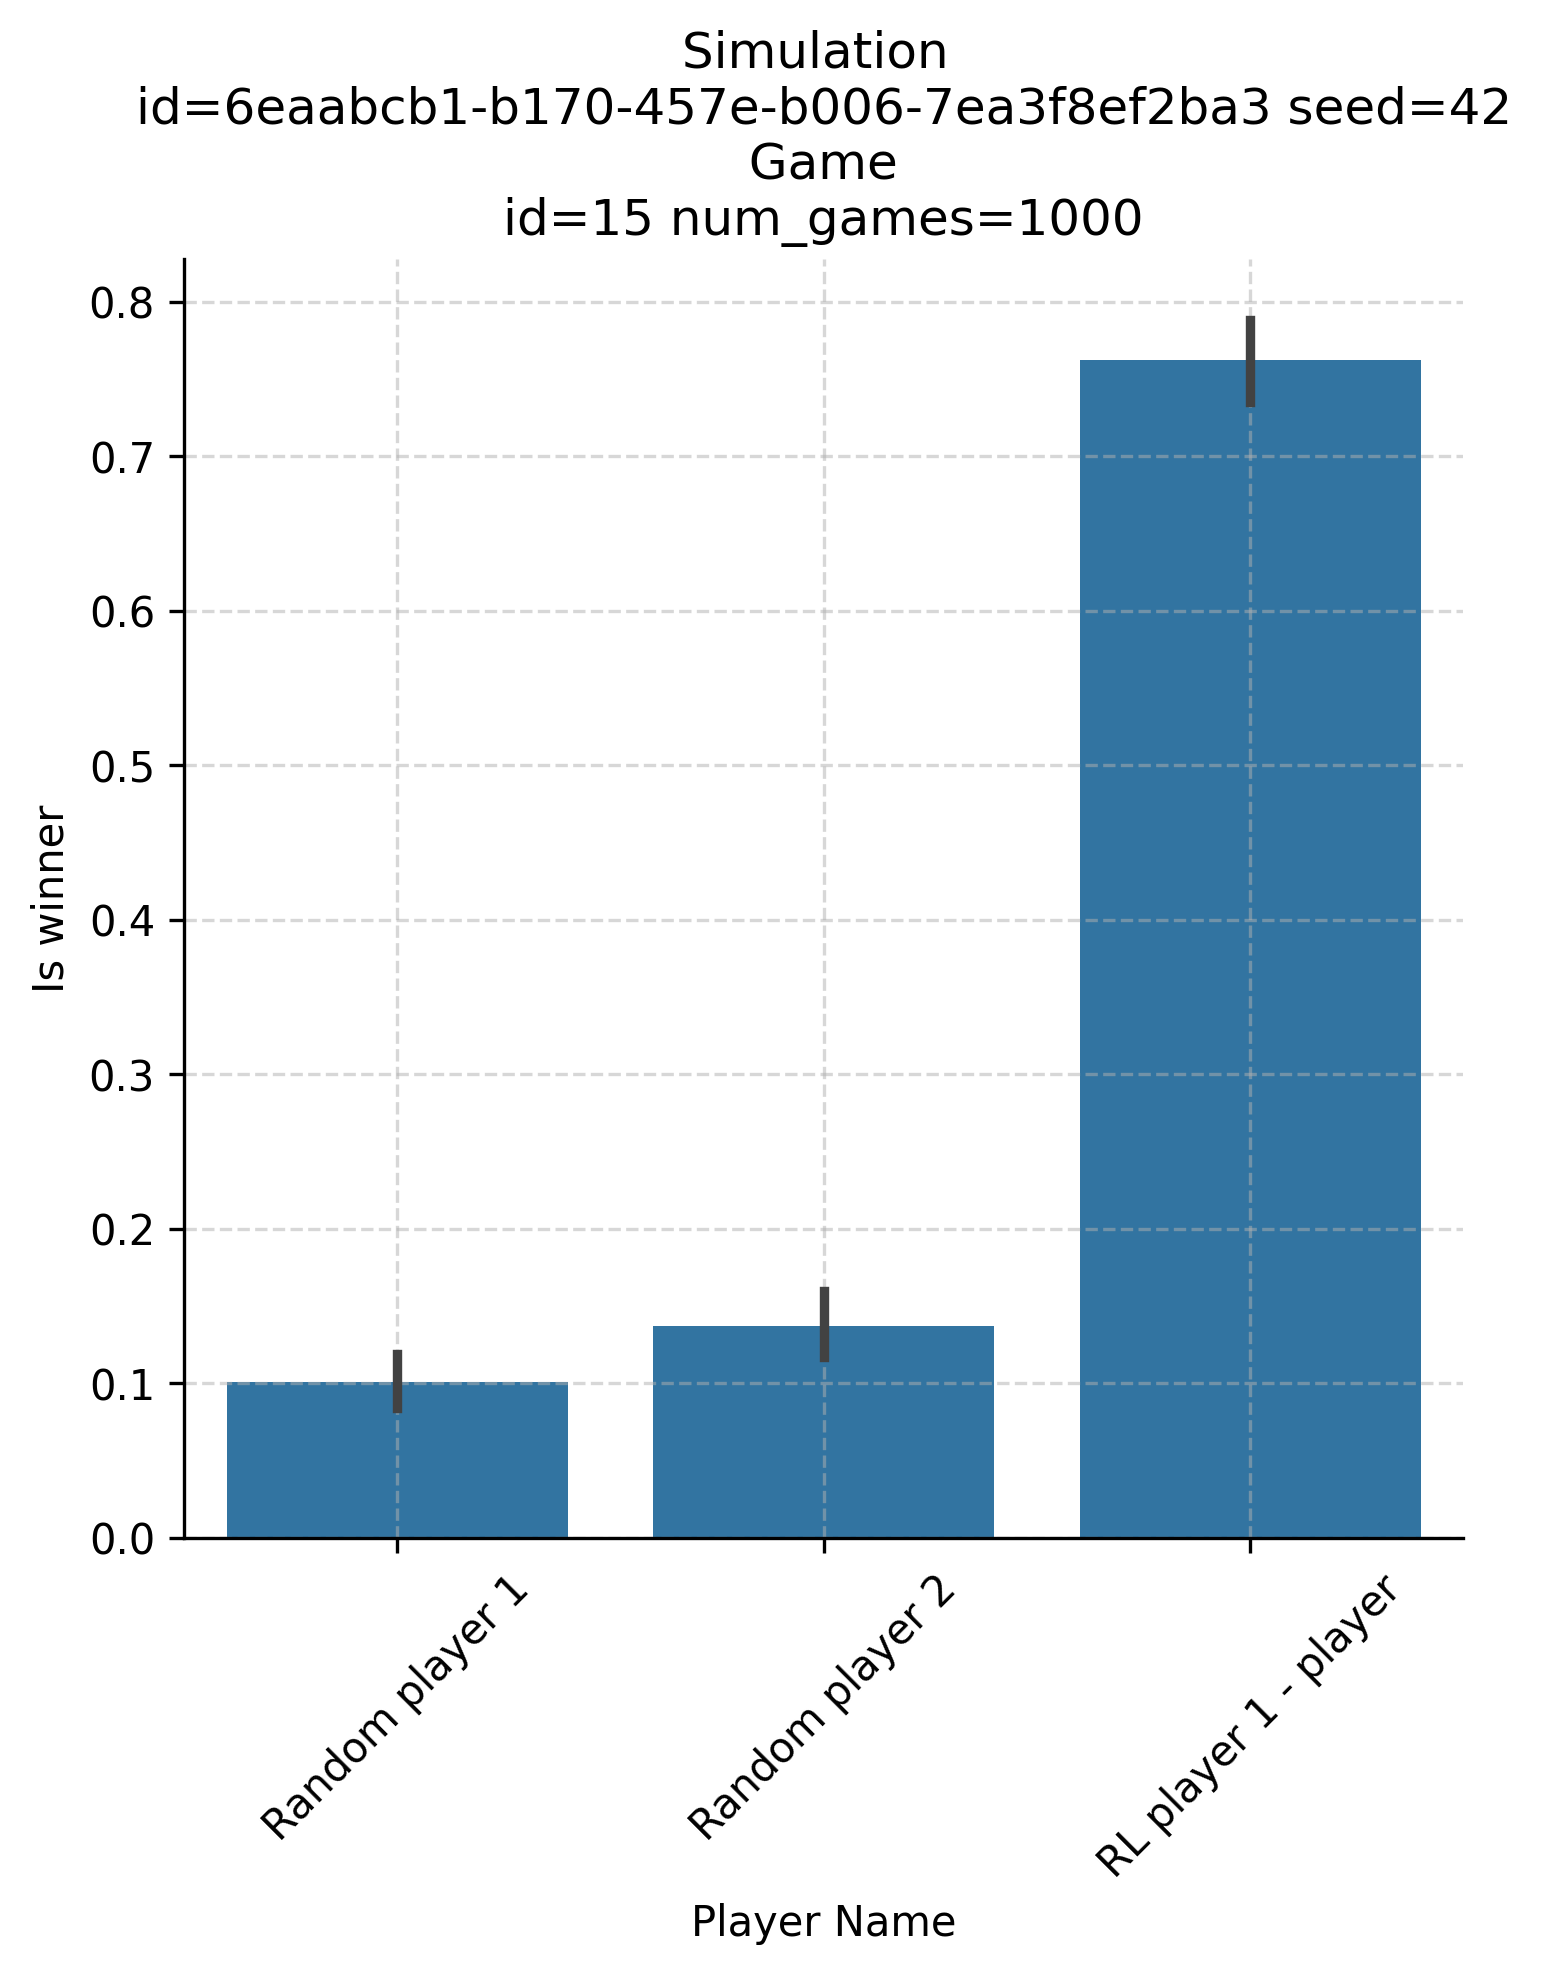 Simulation
id=6eaabcb1-b170-457e-b006-7ea3f8ef2ba3 seed=42
Game
id=15 num_games=1000
0.8
0.7
0.6
0.5
0.4
0.3
0.2
0.1
0.0
Is winner
Random player 1
Random player 2
RL player 1 - player
Player Name